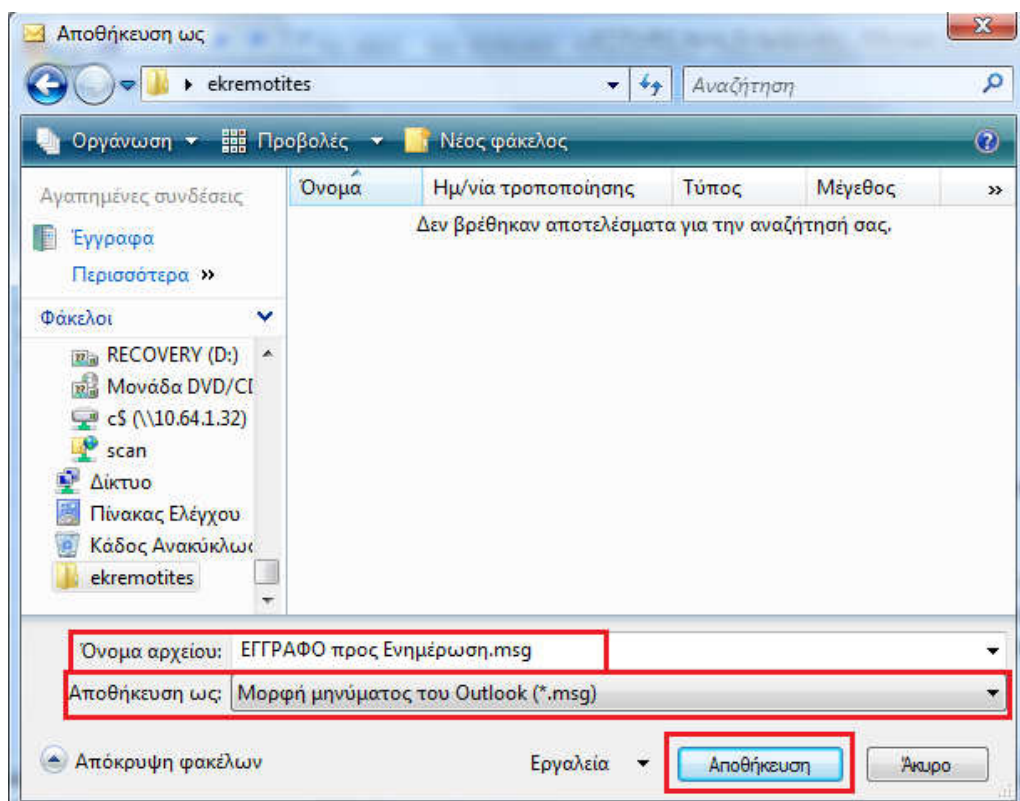 Αποθήκευση ως
ekremotites
Αναζήτηση
Οργάνωση Προβολές Νέος φάκελος
Αγαπημένες συνδέσεις
Έγγραφα
Περισσότερα »
Φάκελοι
Όνομα Ημ/νία τροποποίησης Τύπος Μέγεθος »
Δεν βρέθηκαν αποτελέσματα για την αναζήτησή σας.
RECOVERY (D:)
Μονάδα DVD/CD
c$ (\\10.64.1.32)
scan
Δίκτυο
Πίνακας Ελέγχου
Κάδος Ανακύκλωσ
ekremotites
Όνομα αρχείου: ΕΓΓΡΑΦΟ προς Ενημέρωση.msg
Αποθήκευση ως: Μορφή μηνύματος του Outlook (*.msg)
Απόκρυψη φακέλων Εργαλεία Αποθήκευση Άκυρο